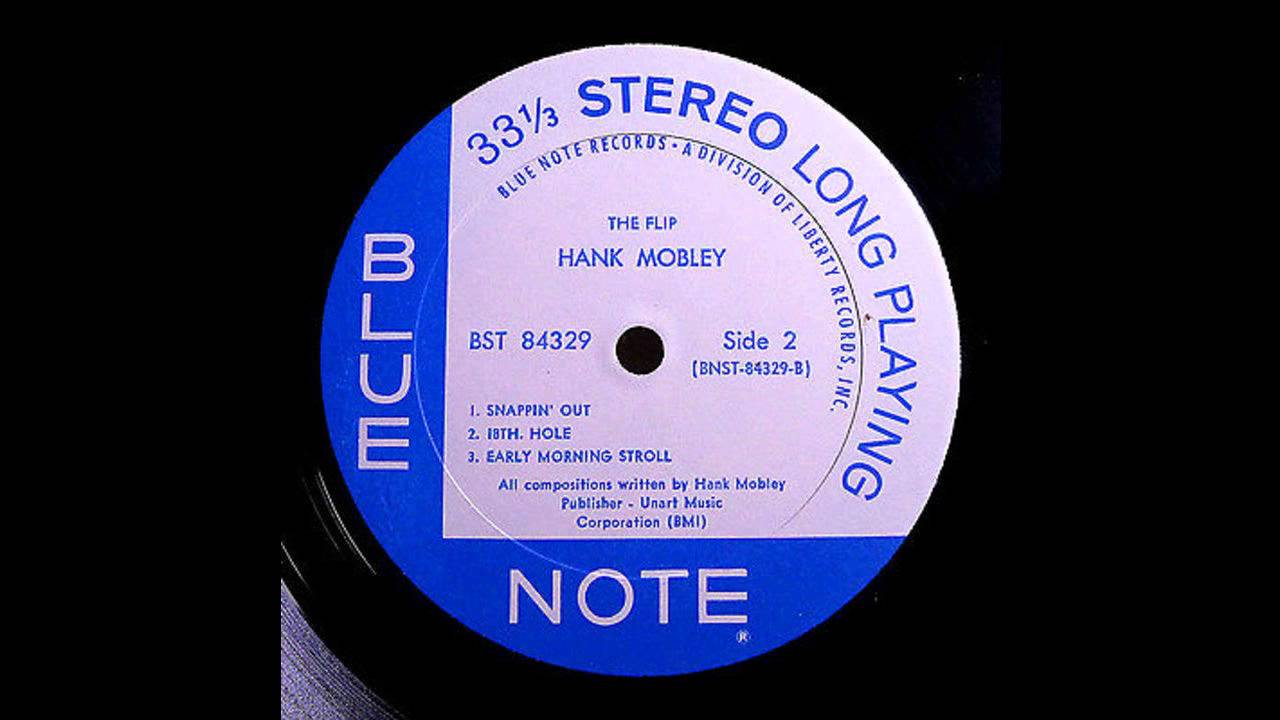 33⅓ STEREO LONG PLAYING
BLUE NOTE RECORDS • A DIVISION OF LIBERTY RECORDS, INC.
THE FLIP
HANK MOBLEY
BST 84329
Side 2
(BNST-84329-B)
1. SNAPPIN' OUT
2. 18TH. HOLE
3. EARLY MORNING STROLL
All compositions written by Hank Mobley
Publisher - Unart Music
Corporation (BMI)
BLUE
NOTE®